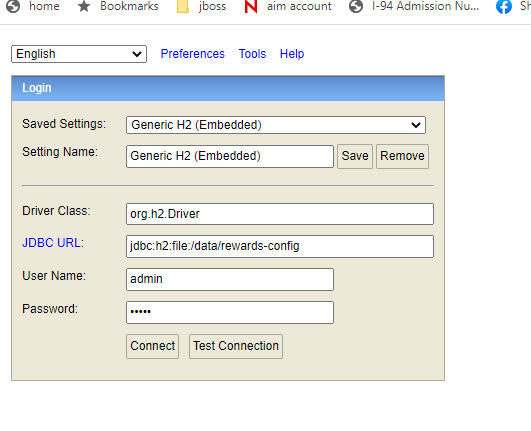 home Bookmarks jboss aim account I-94 Admission Nu... Sh
English Preferences Tools Help
Login
Saved Settings: Generic H2 (Embedded)
Setting Name: Generic H2 (Embedded) Save Remove
Driver Class: org.h2.Driver
JDBC URL: jdbc:h2:file:/data/rewards-config
User Name: admin
Password: •••••
Connect Test Connection